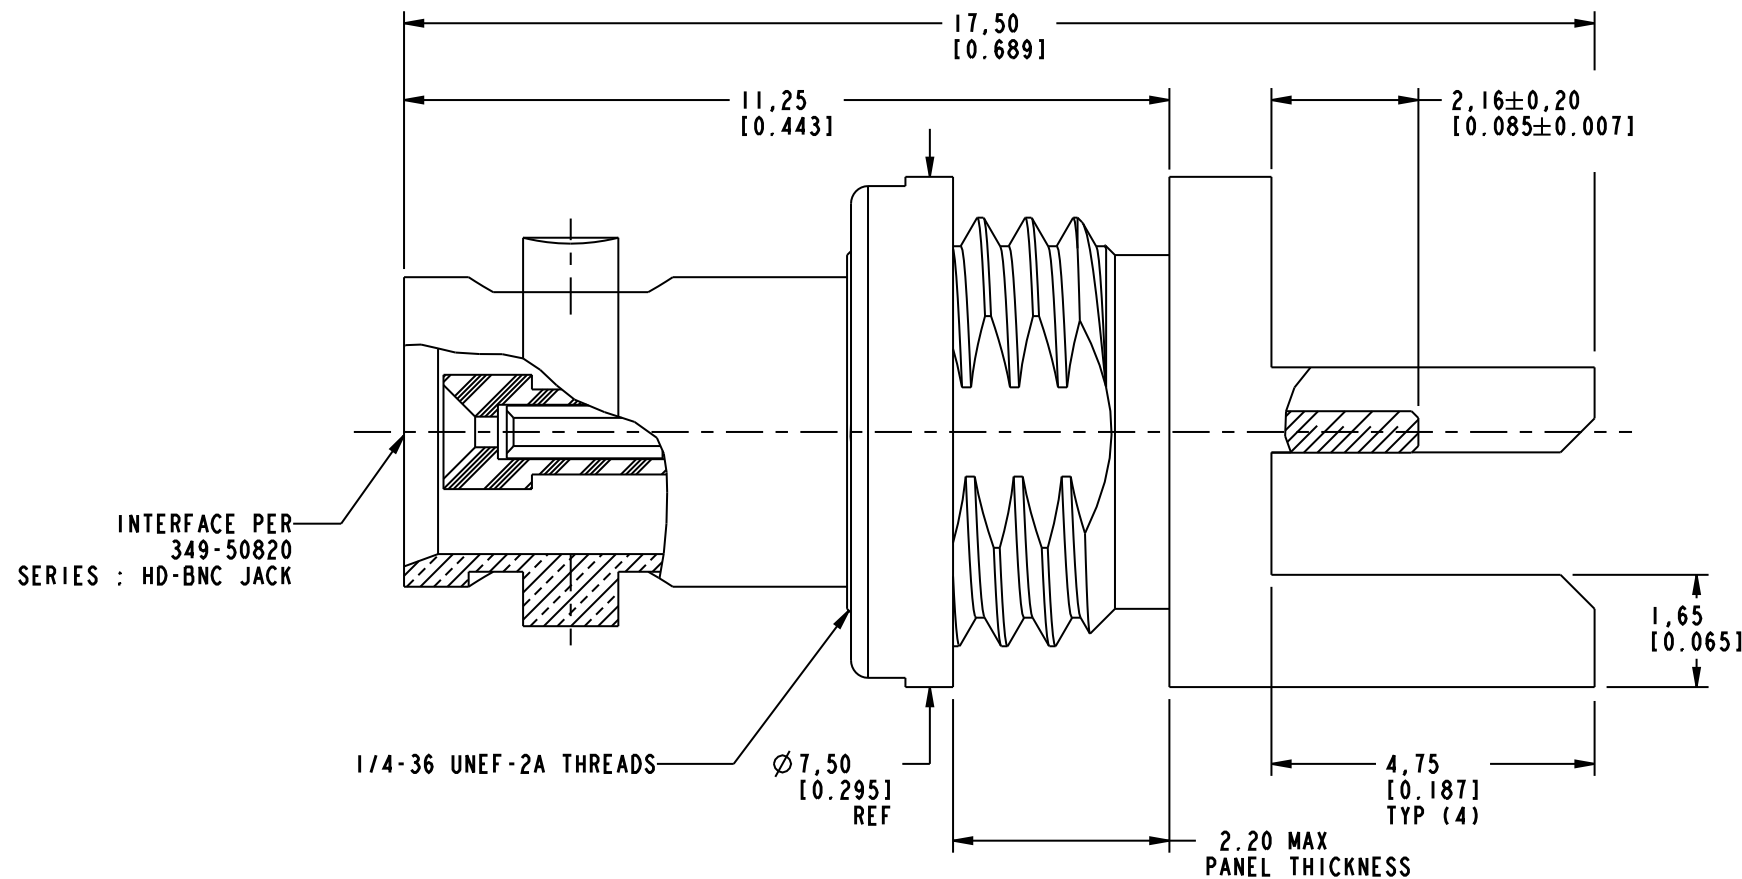 17,50
[0.689]
11,25
[0.443]
2,16±0,20
[0.085±0.007]
INTERFACE PER
349-50820
SERIES : HD-BNC JACK
1,65
[0.065]
1/4-36 UNEF-2A THREADS
Ø7,50
[0.295]
REF
4,75
[0.187]
TYP (4)
2.20 MAX
PANEL THICKNESS